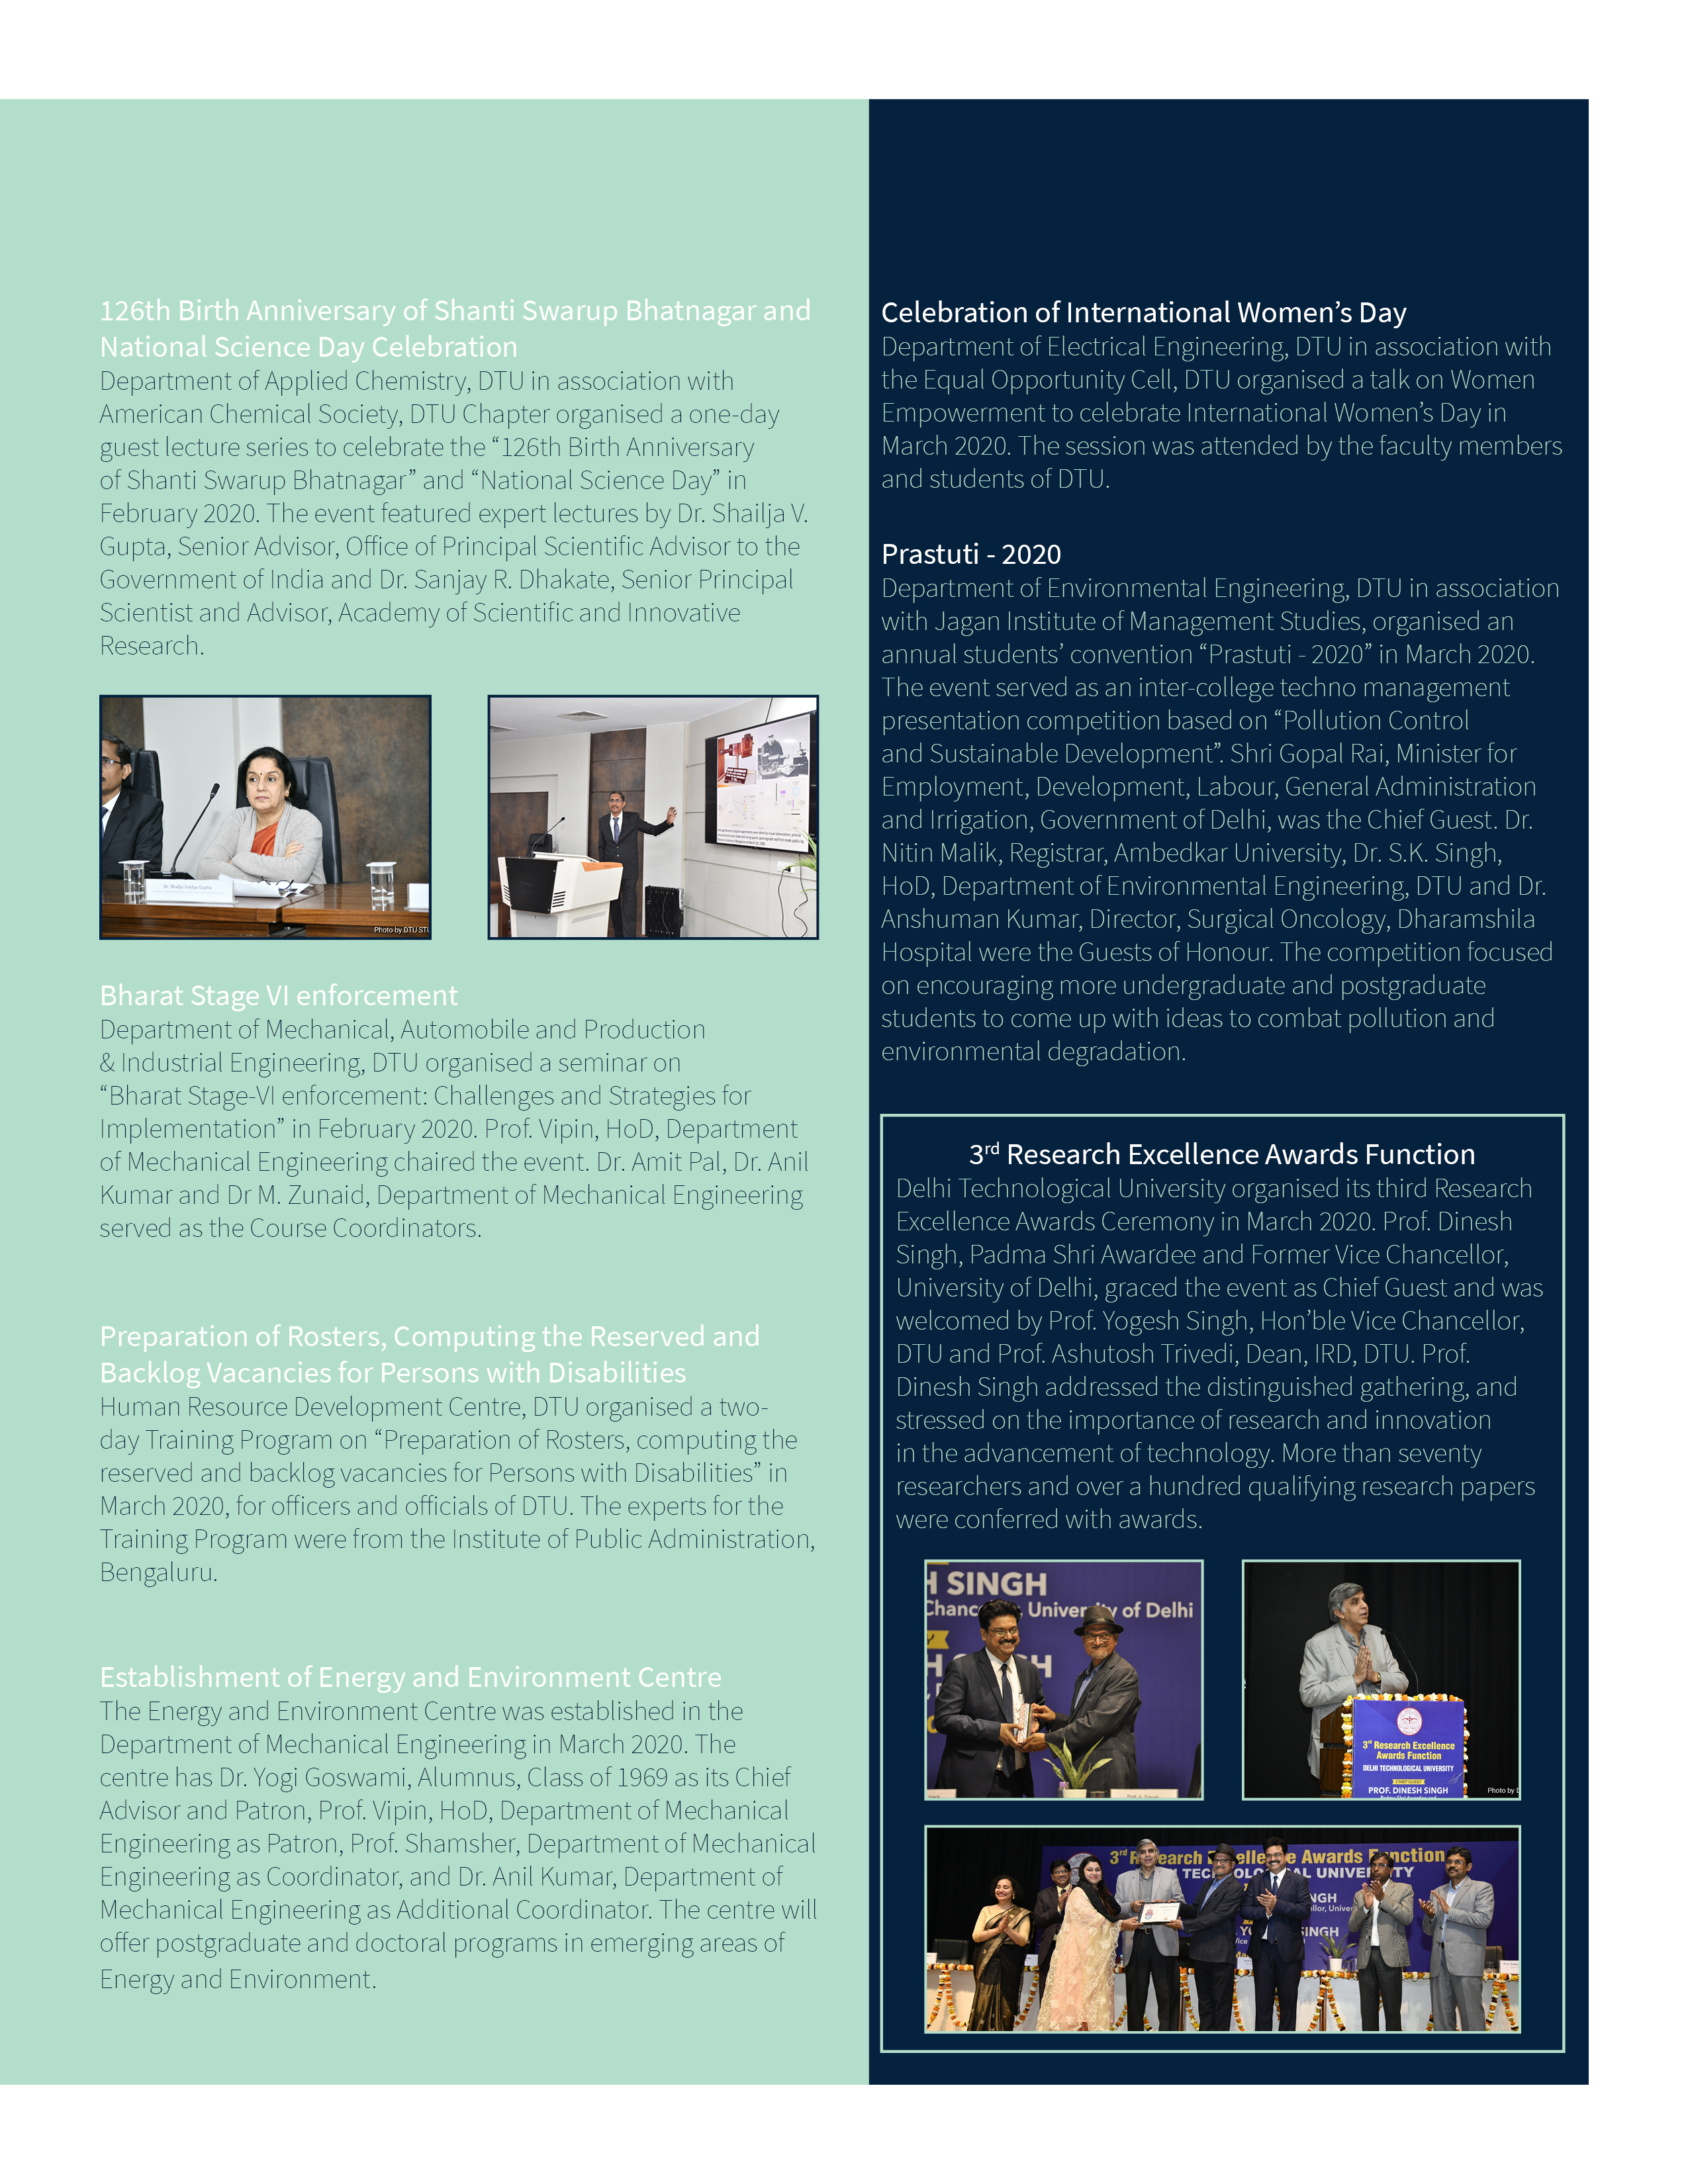 126th Birth Anniversary of Shanti Swarup Bhatnagar and
National Science Day Celebration
Department of Applied Chemistry, DTU in association with
American Chemical Society, DTU Chapter organised a one-day
guest lecture series to celebrate the “126th Birth Anniversary
of Shanti Swarup Bhatnagar” and “National Science Day” in
February 2020. The event featured expert lectures by Dr. Shailja V.
Gupta, Senior Advisor, Office of Principal Scientific Advisor to the
Government of India and Dr. Sanjay R. Dhakate, Senior Principal
Scientist and Advisor, Academy of Scientific and Innovative
Research.
Photo by DTU STU
Bharat Stage VI enforcement
Department of Mechanical, Automobile and Production
& Industrial Engineering, DTU organised a seminar on
“Bharat Stage-VI enforcement: Challenges and Strategies for
Implementation” in February 2020. Prof. Vipin, HoD, Department
of Mechanical Engineering chaired the event. Dr. Amit Pal, Dr. Anil
Kumar and Dr M. Zunaid, Department of Mechanical Engineering
served as the Course Coordinators.
Preparation of Rosters, Computing the Reserved and
Backlog Vacancies for Persons with Disabilities
Human Resource Development Centre, DTU organised a two-
day Training Program on “Preparation of Rosters, computing the
reserved and backlog vacancies for Persons with Disabilities” in
March 2020, for officers and officials of DTU. The experts for the
Training Program were from the Institute of Public Administration,
Bengaluru.
Establishment of Energy and Environment Centre
The Energy and Environment Centre was established in the
Department of Mechanical Engineering in March 2020. The
centre has Dr. Yogi Goswami, Alumnus, Class of 1969 as its Chief
Advisor and Patron, Prof. Vipin, HoD, Department of Mechanical
Engineering as Patron, Prof. Shamsher, Department of Mechanical
Engineering as Coordinator, and Dr. Anil Kumar, Department of
Mechanical Engineering as Additional Coordinator. The centre will
offer postgraduate and doctoral programs in emerging areas of
Energy and Environment.
Celebration of International Women’s Day
Department of Electrical Engineering, DTU in association with
the Equal Opportunity Cell, DTU organised a talk on Women
Empowerment to celebrate International Women’s Day in
March 2020. The session was attended by the faculty members
and students of DTU.
Prastuti - 2020
Department of Environmental Engineering, DTU in association
with Jagan Institute of Management Studies, organised an
annual students’ convention “Prastuti - 2020” in March 2020.
The event served as an inter-college techno management
presentation competition based on “Pollution Control
and Sustainable Development”. Shri Gopal Rai, Minister for
Employment, Development, Labour, General Administration
and Irrigation, Government of Delhi, was the Chief Guest. Dr.
Nitin Malik, Registrar, Ambedkar University, Dr. S.K. Singh,
HoD, Department of Environmental Engineering, DTU and Dr.
Anshuman Kumar, Director, Surgical Oncology, Dharamshila
Hospital were the Guests of Honour. The competition focused
on encouraging more undergraduate and postgraduate
students to come up with ideas to combat pollution and
environmental degradation.
3rd Research Excellence Awards Function
Delhi Technological University organised its third Research
Excellence Awards Ceremony in March 2020. Prof. Dinesh
Singh, Padma Shri Awardee and Former Vice Chancellor,
University of Delhi, graced the event as Chief Guest and was
welcomed by Prof. Yogesh Singh, Hon’ble Vice Chancellor,
DTU and Prof. Ashutosh Trivedi, Dean, IRD, DTU. Prof.
Dinesh Singh addressed the distinguished gathering, and
stressed on the importance of research and innovation
in the advancement of technology. More than seventy
researchers and over a hundred qualifying research papers
were conferred with awards.
H SINGH
Chanc University of Delhi
3rd Research Excellence
Awards Function
DELHI TECHNOLOGICAL UNIVERSITY
CHIEF GUEST
PROF. DINESH SINGH
Photo by D
3rd R earch E elle e Awards F nction
TECH OLO AL UNIVER TY
NGH
SINGH